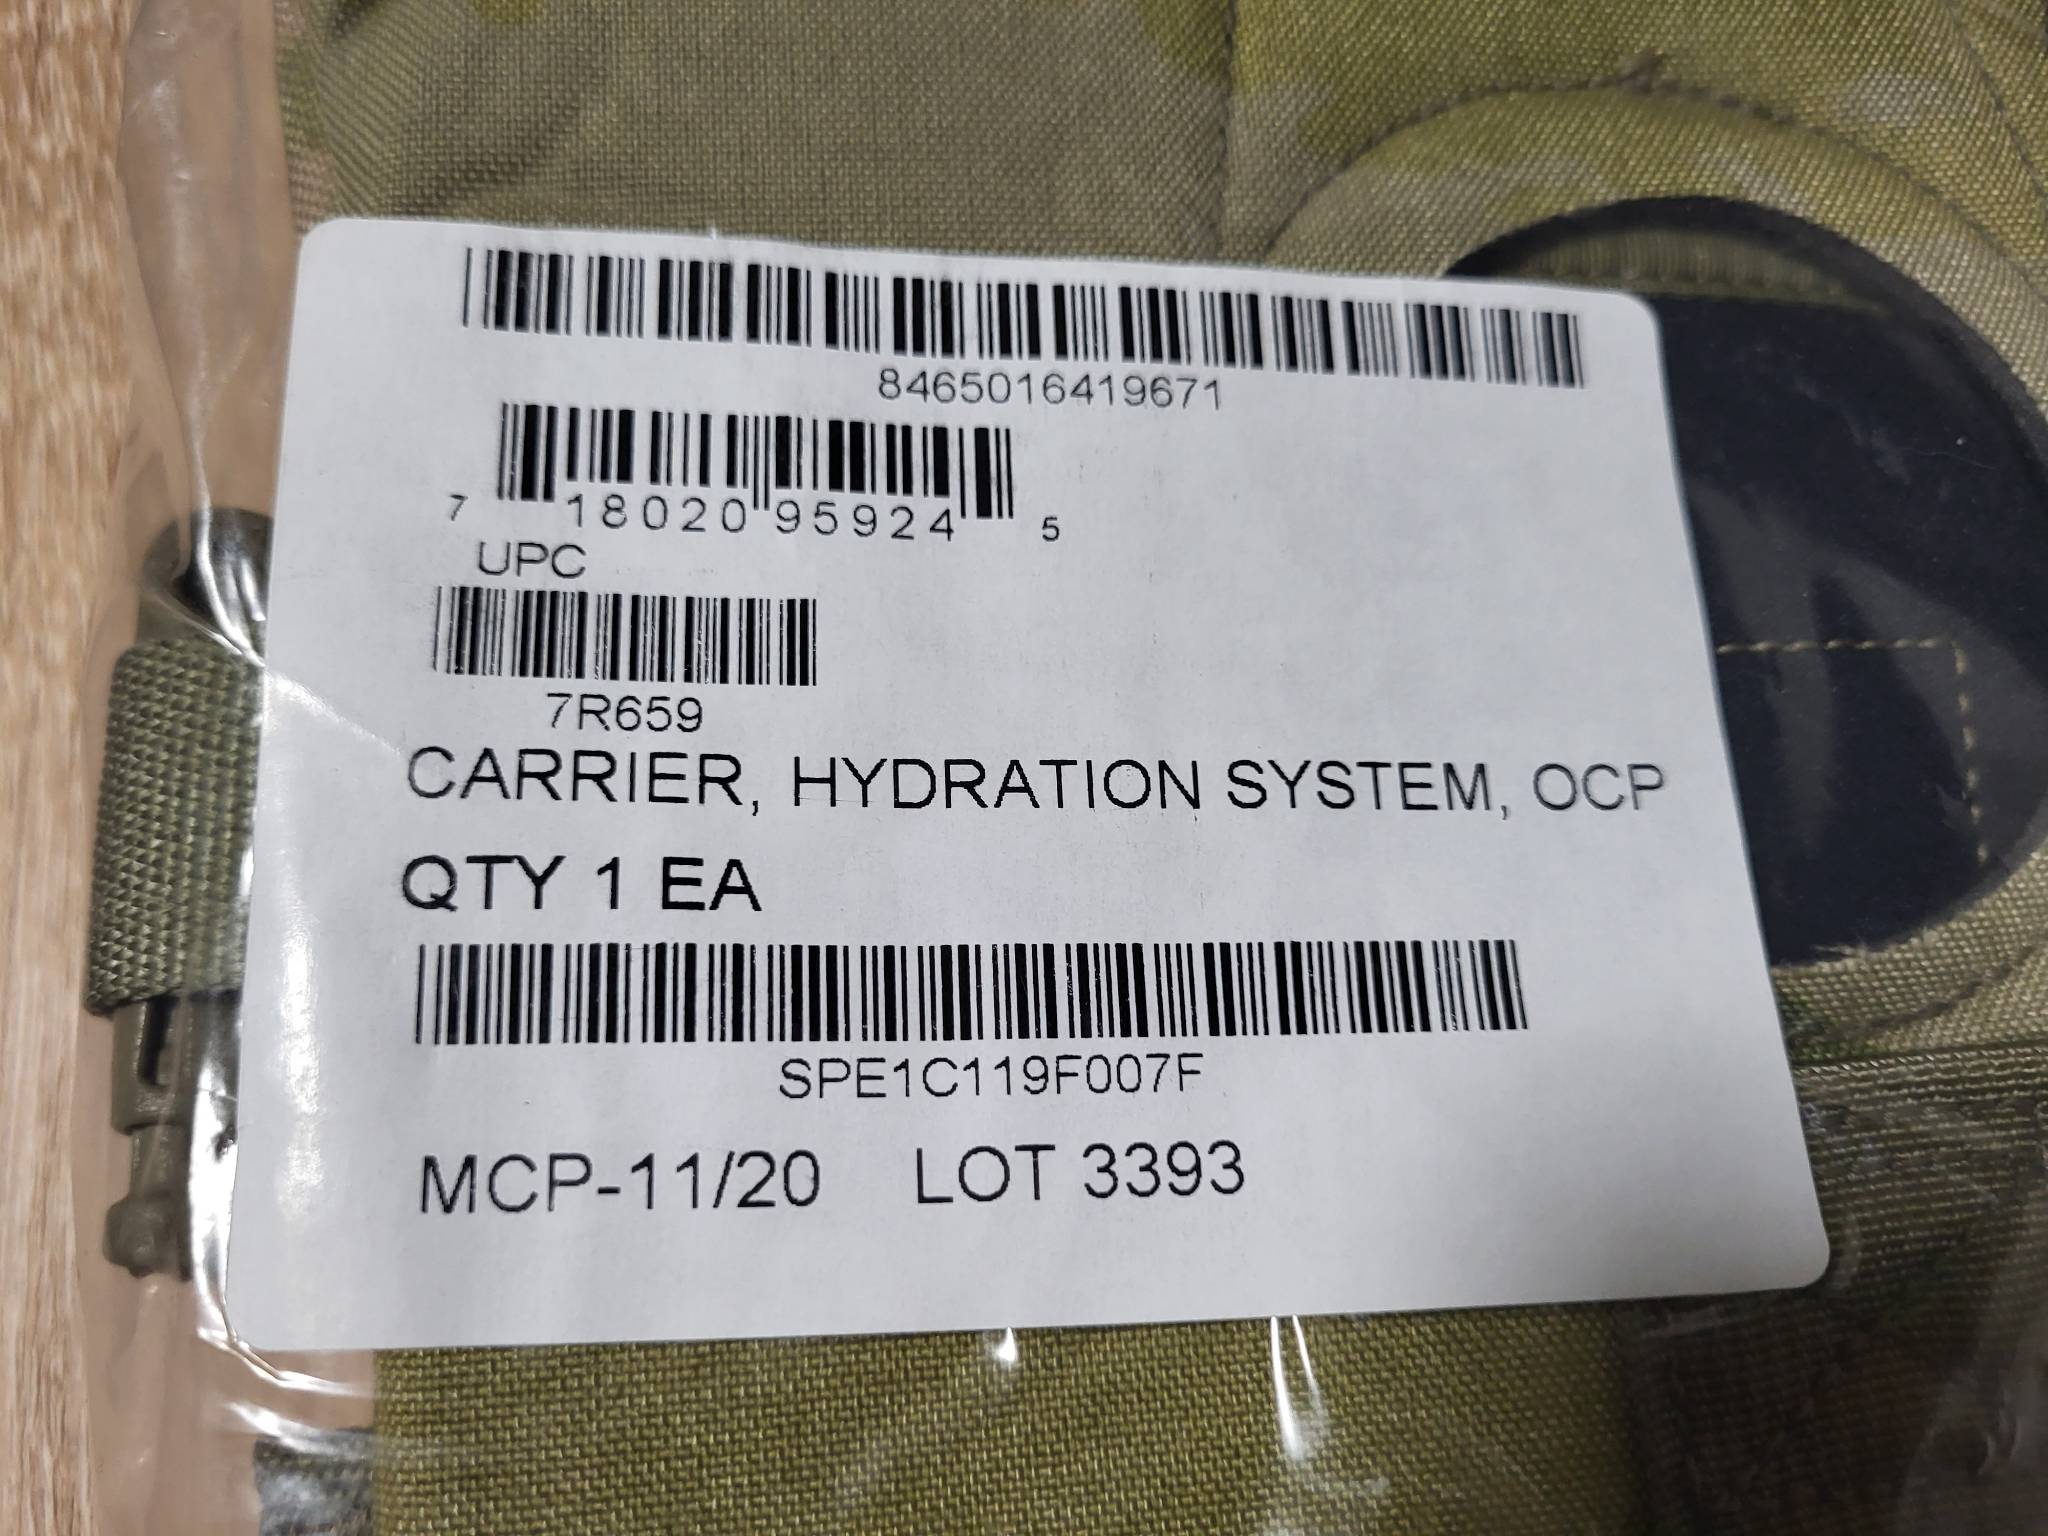 8465016419671
7 18020 95924 5
UPC
7R659
CARRIER, HYDRATION SYSTEM, OCP
QTY 1 EA
SPE1C119F007F
MCP-11/20 LOT 3393